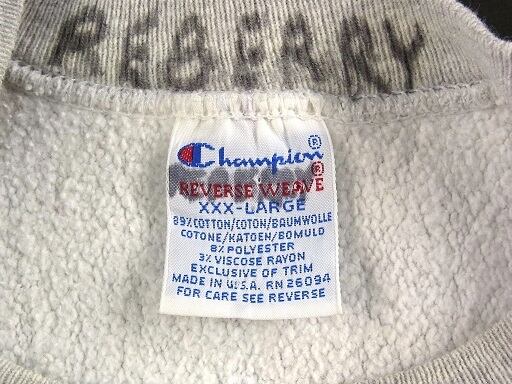 Champion®
REVERSE WEAVE®
XXX-LARGE
89% COTTON/COTON/BAUMWOLLE
COTONE/KATOEN/BOMULD
8% POLYESTER
3% VISCOSE RAYON
EXCLUSIVE OF TRIM
MADE IN U.S.A. RN 26094
FOR CARE SEE REVERSE